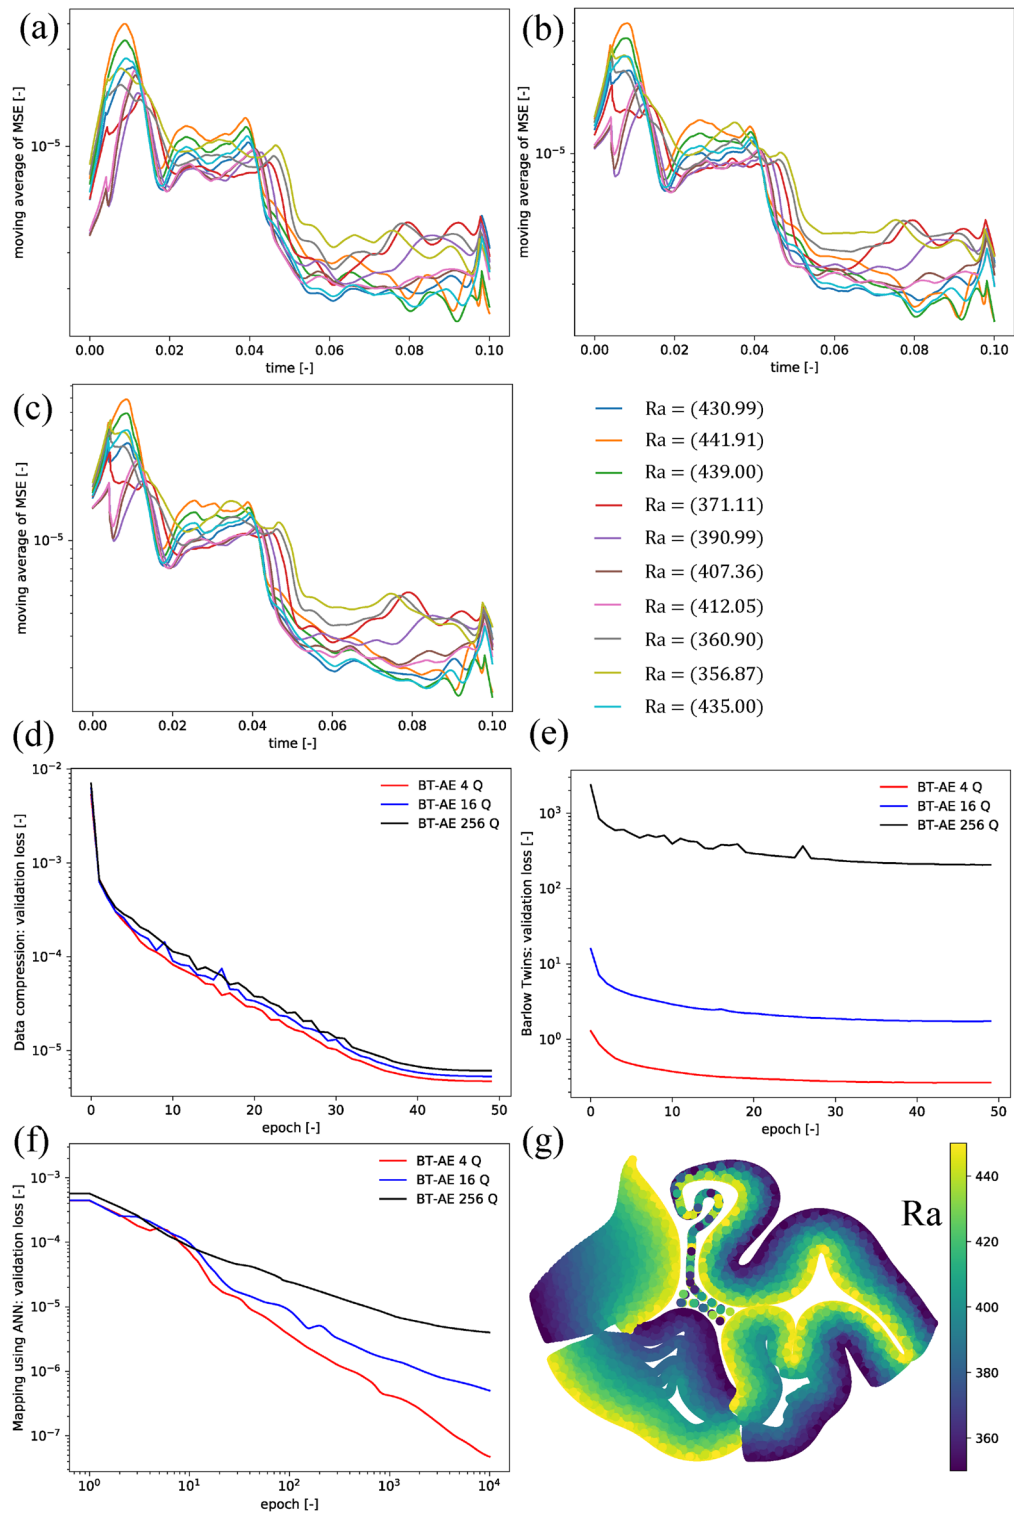 (a)
moving average of MSE [-]
10^-5
0.00 0.02 0.04 0.06 0.08 0.10
time [-]
(b)
moving average of MSE [-]
10^-5
0.00 0.02 0.04 0.06 0.08 0.10
time [-]
(c)
moving average of MSE [-]
10^-5
0.00 0.02 0.04 0.06 0.08 0.10
time [-]
Ra = (430.99)
Ra = (441.91)
Ra = (439.00)
Ra = (371.11)
Ra = (390.99)
Ra = (407.36)
Ra = (412.05)
Ra = (360.90)
Ra = (356.87)
Ra = (435.00)
(d)
Data compression: validation loss [-]
10^-2
10^-3
10^-4
10^-5
BT-AE 4 Q
BT-AE 16 Q
BT-AE 256 Q
0 10 20 30 40 50
epoch [-]
(e)
Barlow Twins: validation loss [-]
10^3
10^2
10^1
10^0
BT-AE 4 Q
BT-AE 16 Q
BT-AE 256 Q
0 10 20 30 40 50
epoch [-]
(f)
Mapping using ANN: validation loss [-]
10^-3
10^-4
10^-5
10^-6
10^-7
BT-AE 4 Q
BT-AE 16 Q
BT-AE 256 Q
10^0 10^1 10^2 10^3 10^4
epoch [-]
(g)
Ra
440
420
400
380
360